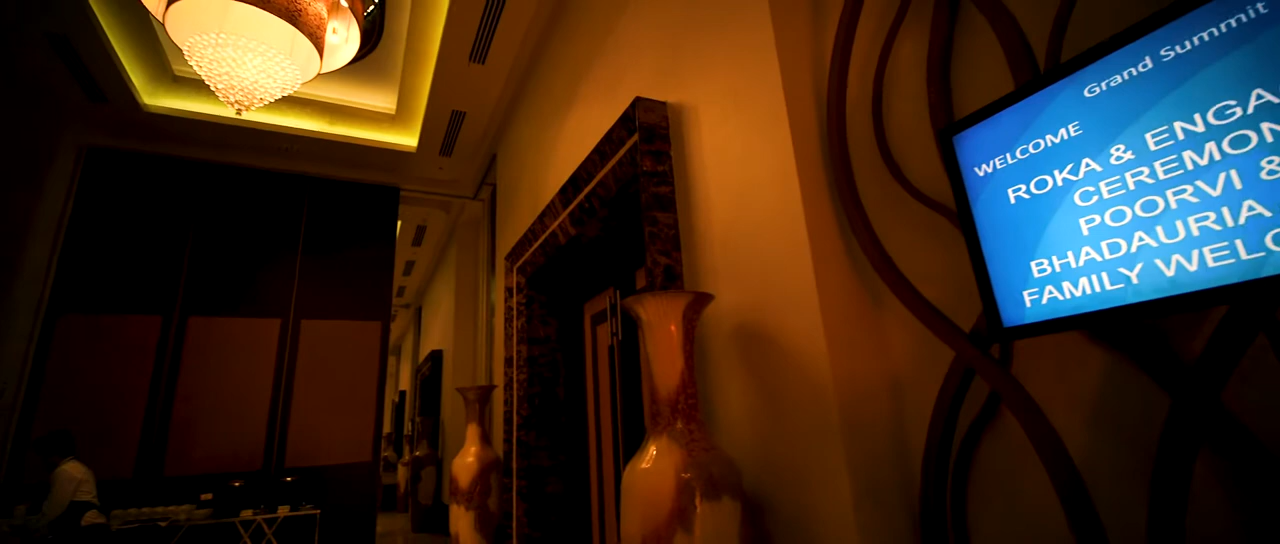 Grand Summit
WELCOME
ROKA & ENGA
CEREMON
POORVI &
BHADAURIA
FAMILY WELC